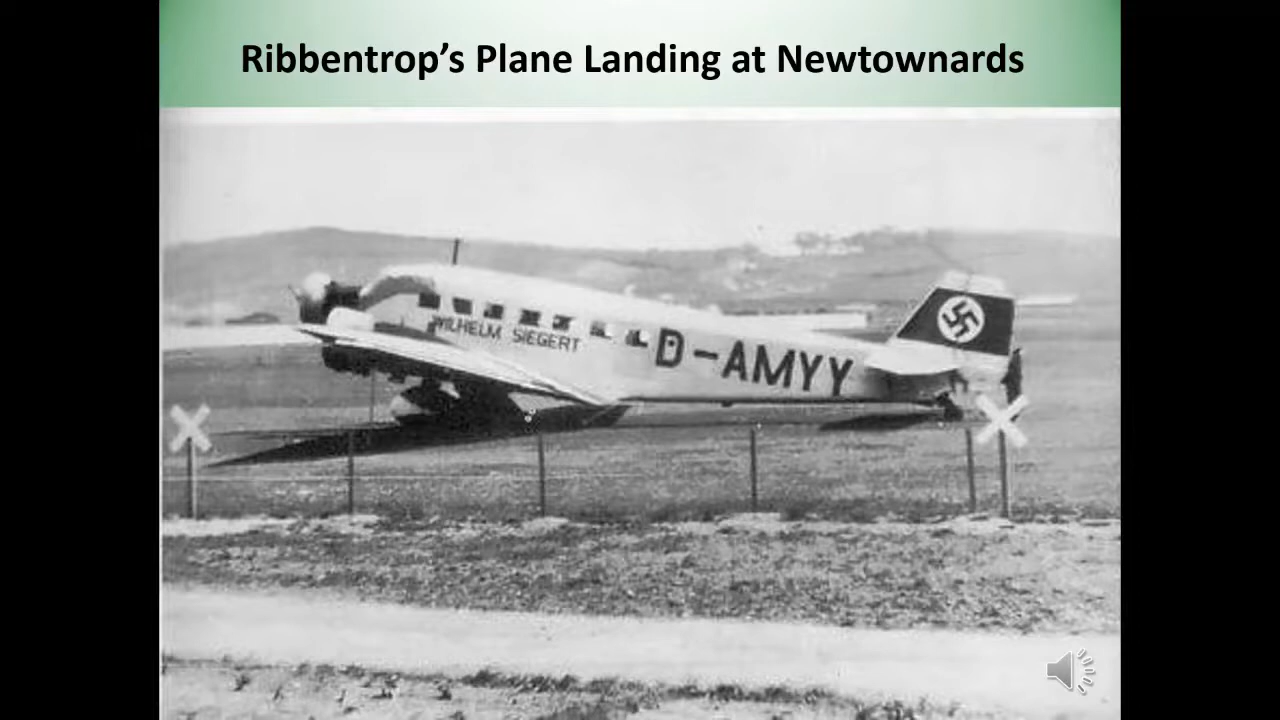 Ribbentrop’s Plane Landing at Newtownards
WILHELM SIEGERT
D-AMYY